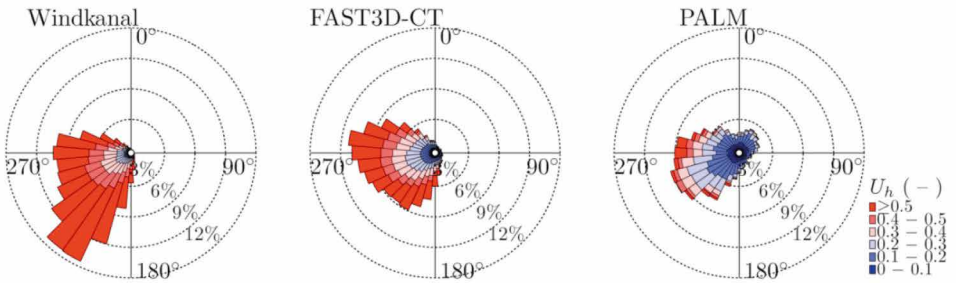 Windkanal
0°
270°
90°
3%
6%
9%
12%
180°
FAST3D-CT
0°
270°
90°
3%
6%
9%
12%
180°
PALM
0°
270°
90°
3%
6%
9%
12%
180°
U_h (−)
>0.5
0.4 − 0.5
0.3 − 0.4
0.2 − 0.3
0.1 − 0.2
0 − 0.1